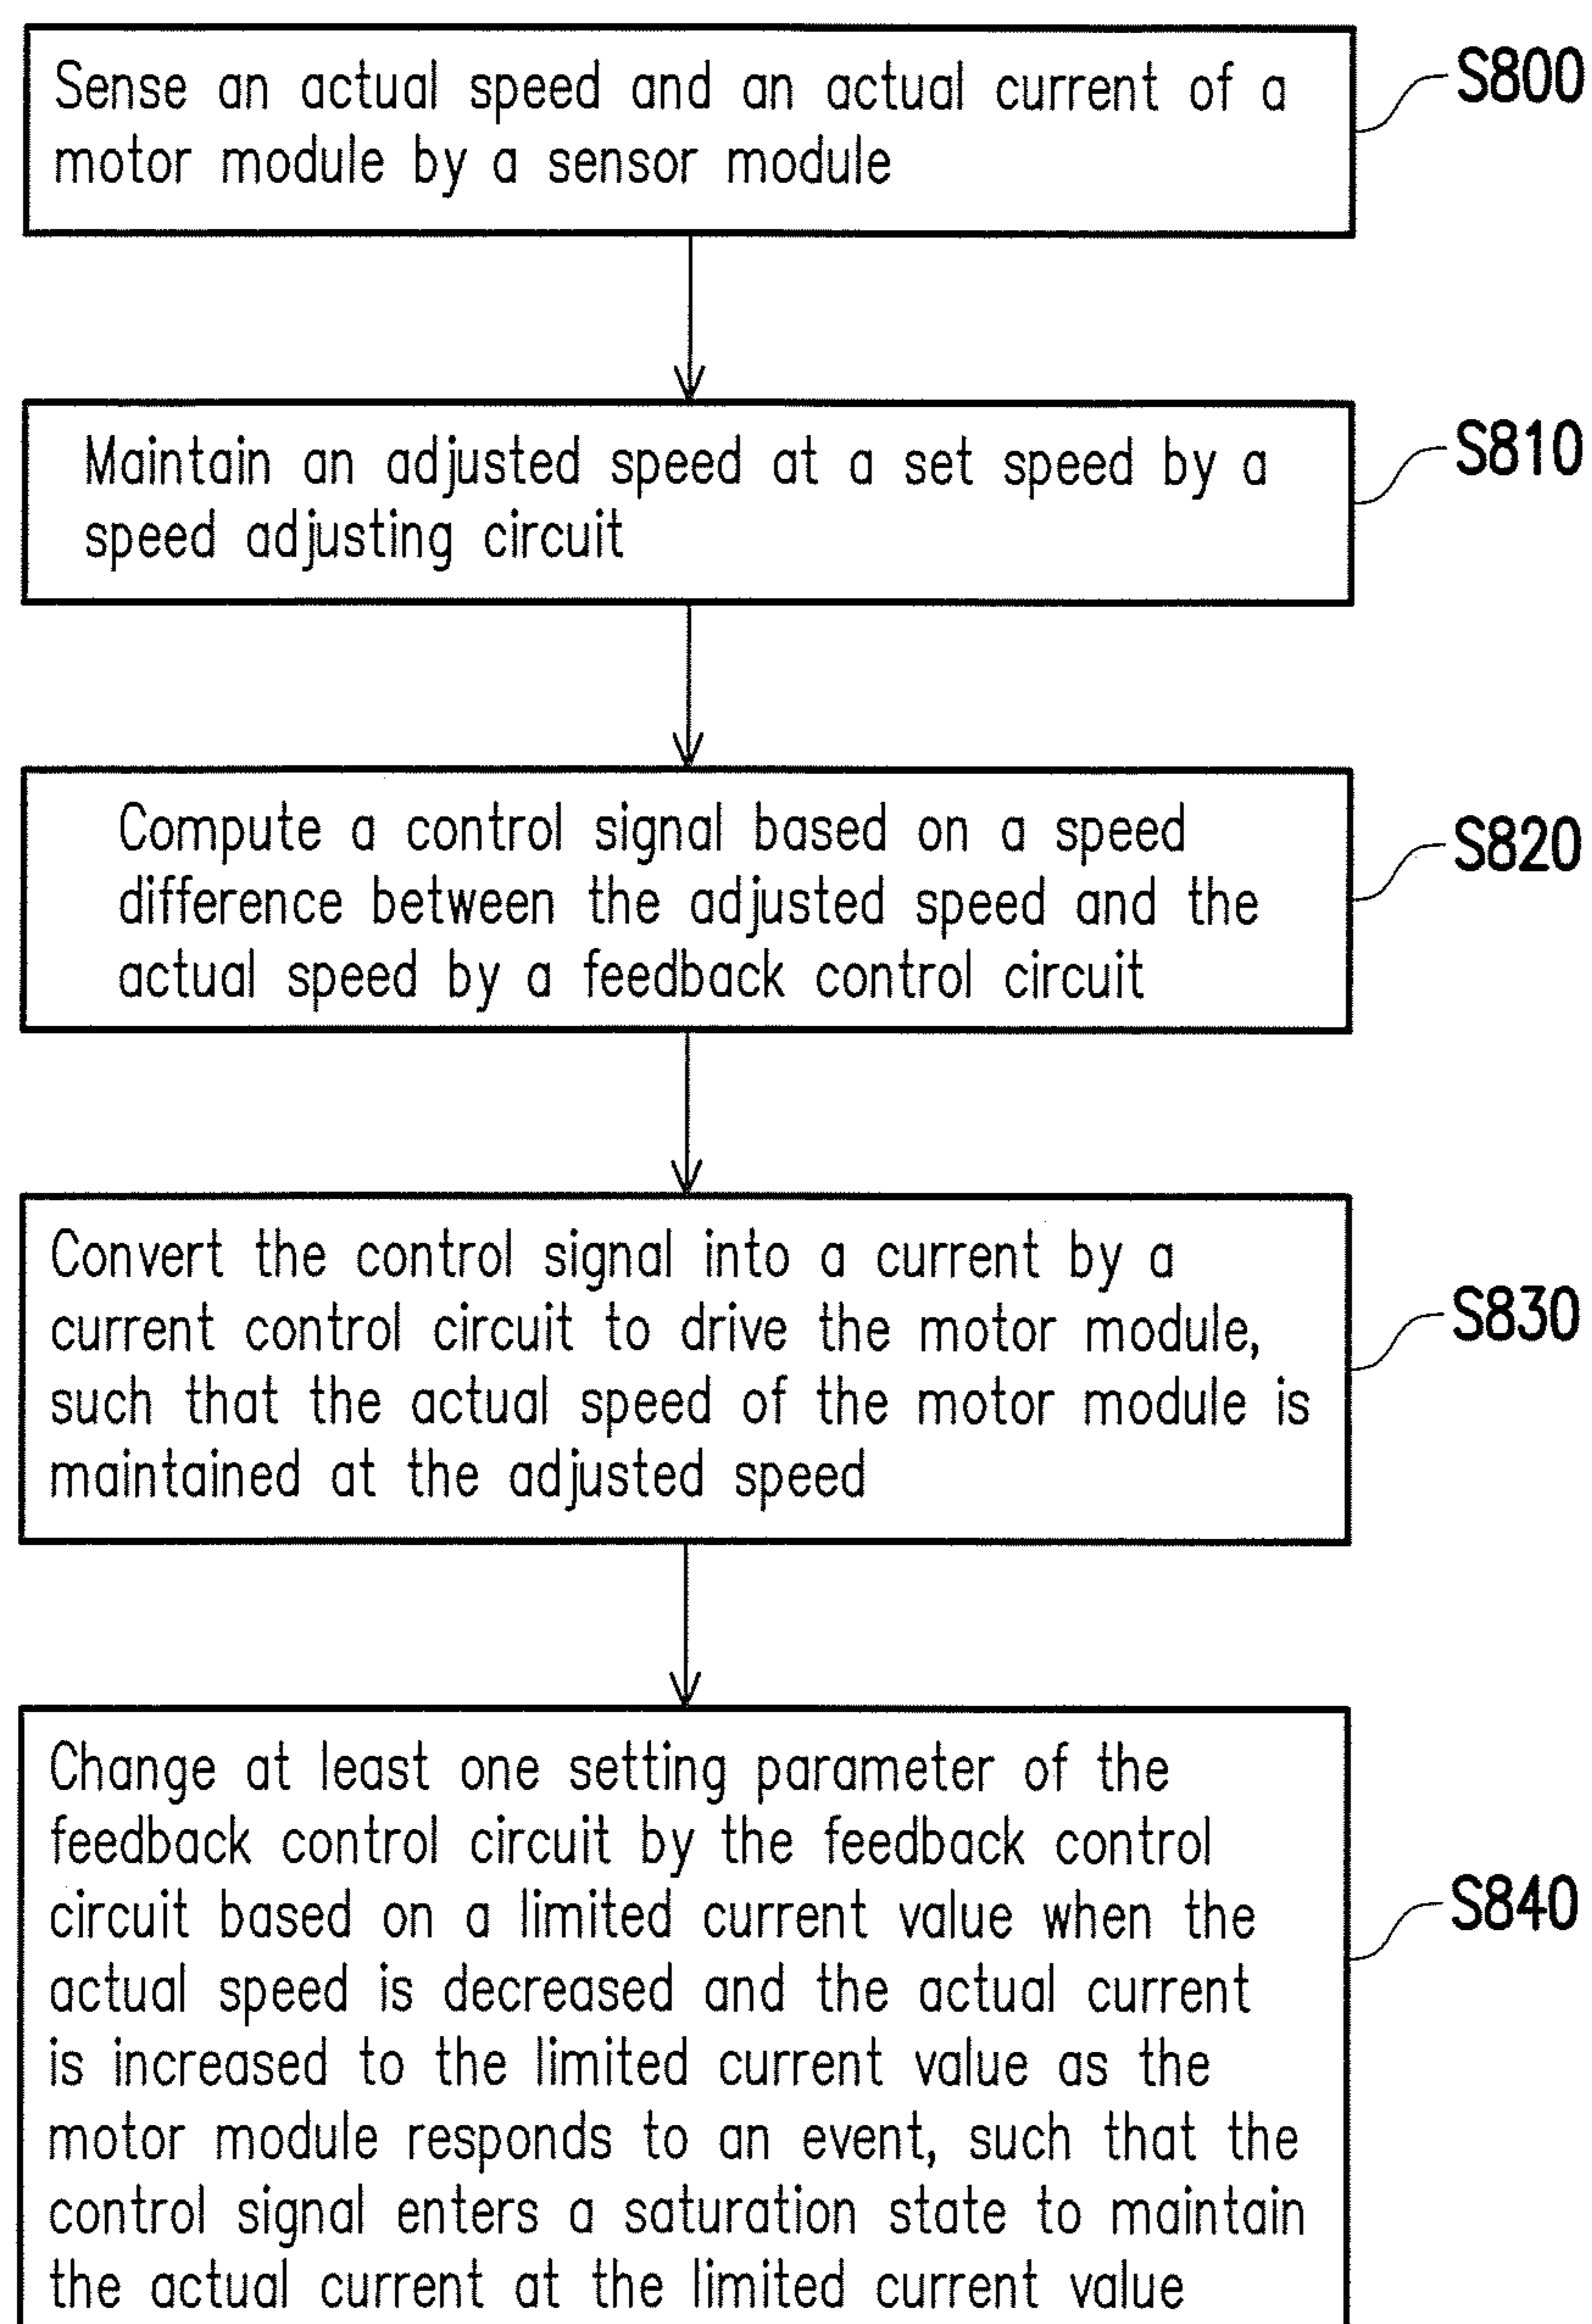 Sense an actual speed and an actual current of a
motor module by a sensor module
S800
Maintain an adjusted speed at a set speed by a
speed adjusting circuit
S810
Compute a control signal based on a speed
difference between the adjusted speed and the
actual speed by a feedback control circuit
S820
Convert the control signal into a current by a
current control circuit to drive the motor module,
such that the actual speed of the motor module is
maintained at the adjusted speed
S830
Change at least one setting parameter of the
feedback control circuit by the feedback control
circuit based on a limited current value when the
actual speed is decreased and the actual current
is increased to the limited current value as the
motor module responds to an event, such that the
control signal enters a saturation state to maintain
the actual current at the limited current value
S840